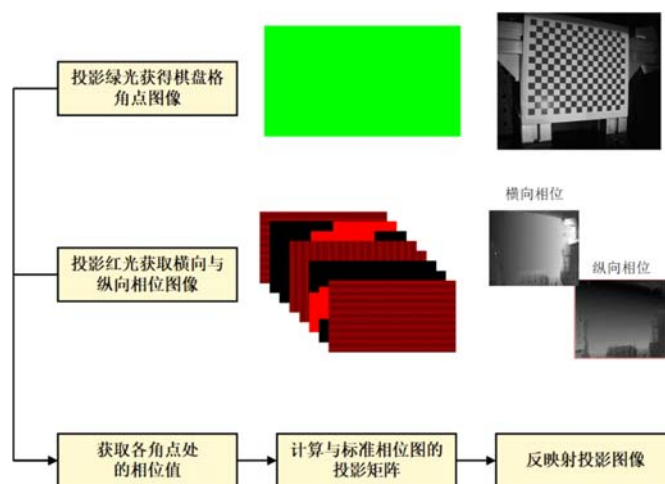 投影绿光获得棋盘格
角点图像
横向相位
投影红光获取横向与
纵向相位图像
纵向相位
获取各角点处
的相位值
计算与标准相位图的
投影矩阵
反映射投影图像